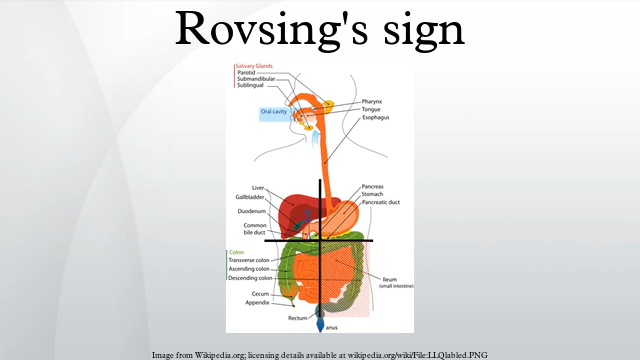 Rovsing's sign
Salivary Glands
Parotid
Submandibular
Sublingual
Oral cavity
Pharynx
Tongue
Esophagus
Liver
Gallbladder
Duodenum
Common
bile duct
Pancreas
Stomach
Pancreatic duct
Colon
Transverse colon
Ascending colon
Descending colon
Cecum
Appendix
Ileum
(small intestine)
Rectum
anus
Image from Wikipedia.org; licensing details available at wikipedia.org/wiki/File:LLQlabled.PNG